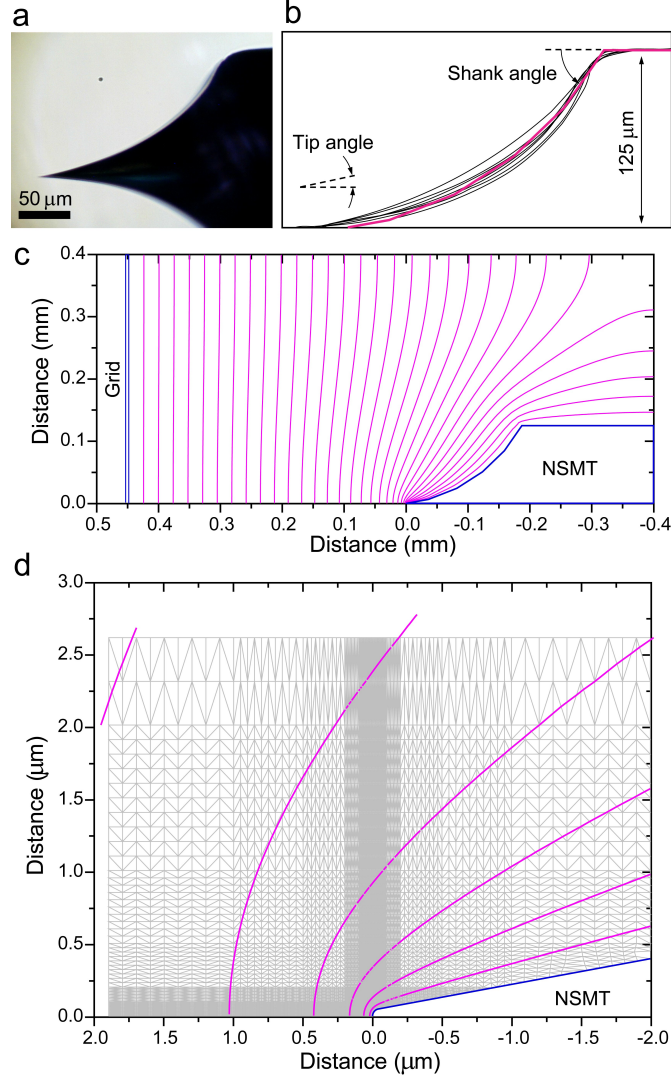 a
50 μm
b
Shank angle
Tip angle
125 μm
c
0.4
0.3
0.2
0.1
0.0
Distance (mm)
Grid
NSMT
0.5 0.4 0.3 0.2 0.1 0.0 -0.1 -0.2 -0.3 -0.4
Distance (mm)
d
3.0
2.5
2.0
1.5
1.0
0.5
0.0
Distance (μm)
NSMT
2.0 1.5 1.0 0.5 0.0 -0.5 -1.0 -1.5 -2.0
Distance (μm)